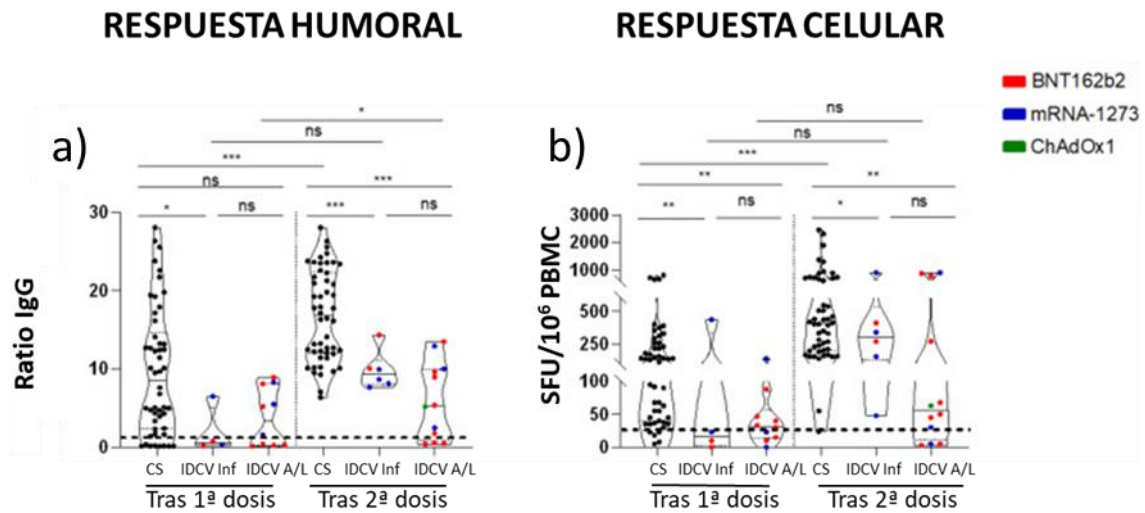 RESPUESTA HUMORAL
RESPUESTA CELULAR
BNT162b2
mRNA-1273
ChAdOx1
a)
*
ns
***
ns
***
*
ns
***
ns
Ratio IgG
30
20
10
0
CS IDCV Inf IDCV A/L CS IDCV Inf IDCV A/L
Tras 1ª dosis Tras 2ª dosis
b)
ns
ns
***
**
**
**
ns
*
ns
SFU/10⁶ PBMC
3000
2000
1000
500
250
100
50
0
CS IDCV Inf IDCV A/L CS IDCV Inf IDCV A/L
Tras 1ª dosis Tras 2ª dosis